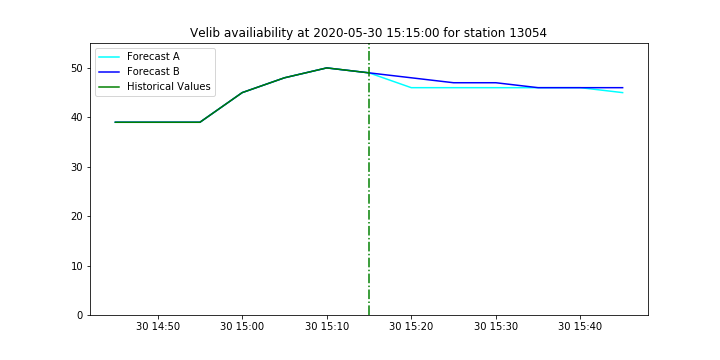 Velib availiability at 2020-05-30 15:15:00 for station 13054
Forecast A
Forecast B
Historical Values
50
40
30
20
10
0
30 14:50 30 15:00 30 15:10 30 15:20 30 15:30 30 15:40